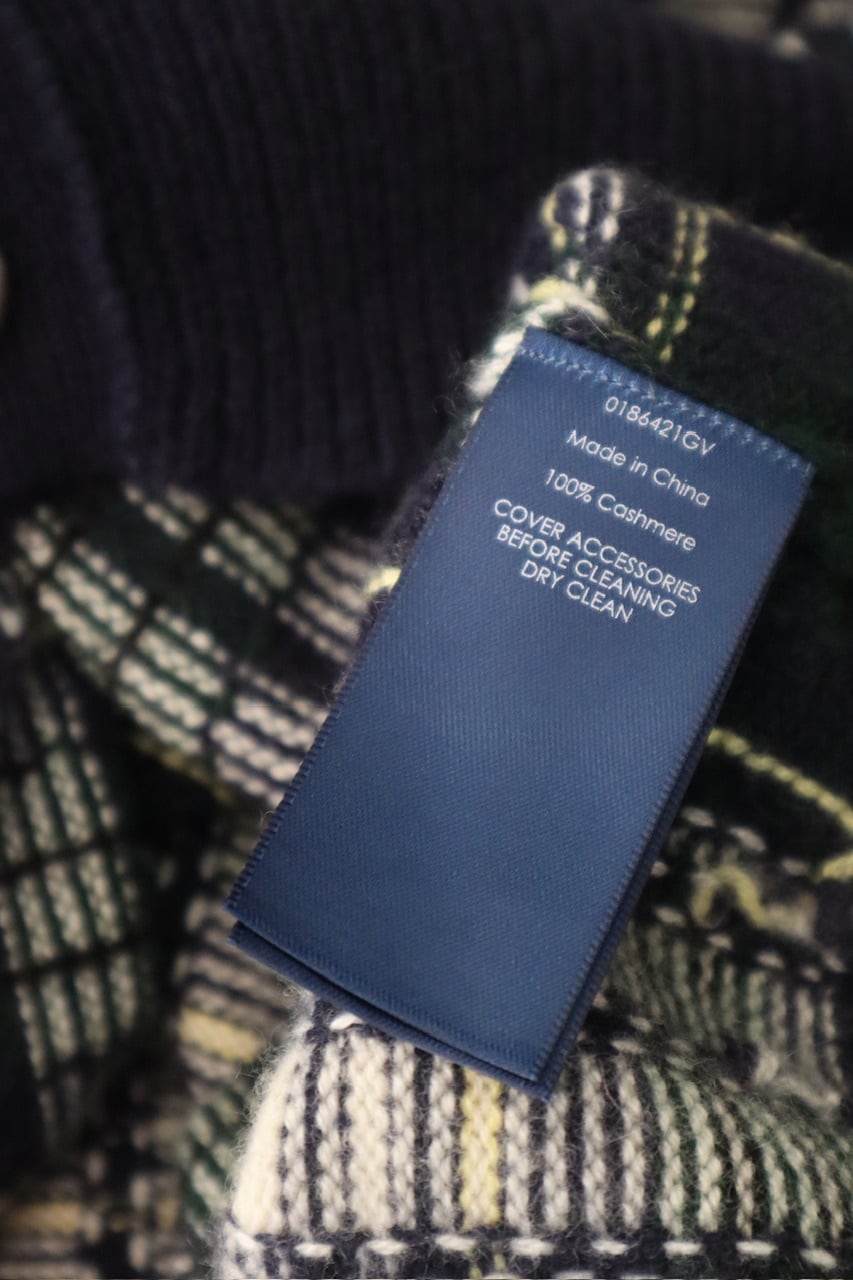 0186421GV
Made in China
100% Cashmere
COVER ACCESSORIES
BEFORE CLEANING
DRY CLEAN